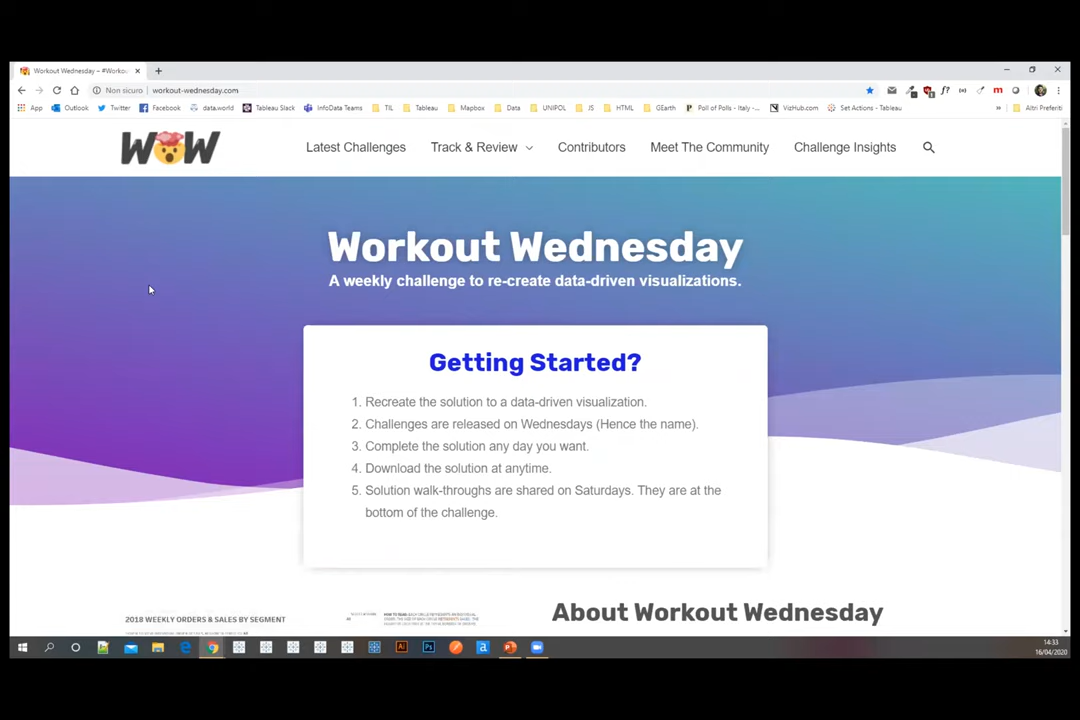 Workout Wednesday – #Workou
Non sicuro workout-wednesday.com
App Outlook Twitter Facebook data.world Tableau Slack InfoData Teams TIL Tableau Mapbox Data UNIPOL JS HTML GEarth Poll of Polls - Italy -... VizHub.com Set Actions - Tableau » Altri Preferiti
WOW
Latest Challenges Track & Review Contributors Meet The Community Challenge Insights
Workout Wednesday
A weekly challenge to re-create data-driven visualizations.
Getting Started?
1. Recreate the solution to a data-driven visualization.
2. Challenges are released on Wednesdays (Hence the name).
3. Complete the solution any day you want.
4. Download the solution at anytime.
5. Solution walk-throughs are shared on Saturdays. They are at the
bottom of the challenge.
2018 WEEKLY ORDERS & SALES BY SEGMENT
About Workout Wednesday
14:33
16/04/2020